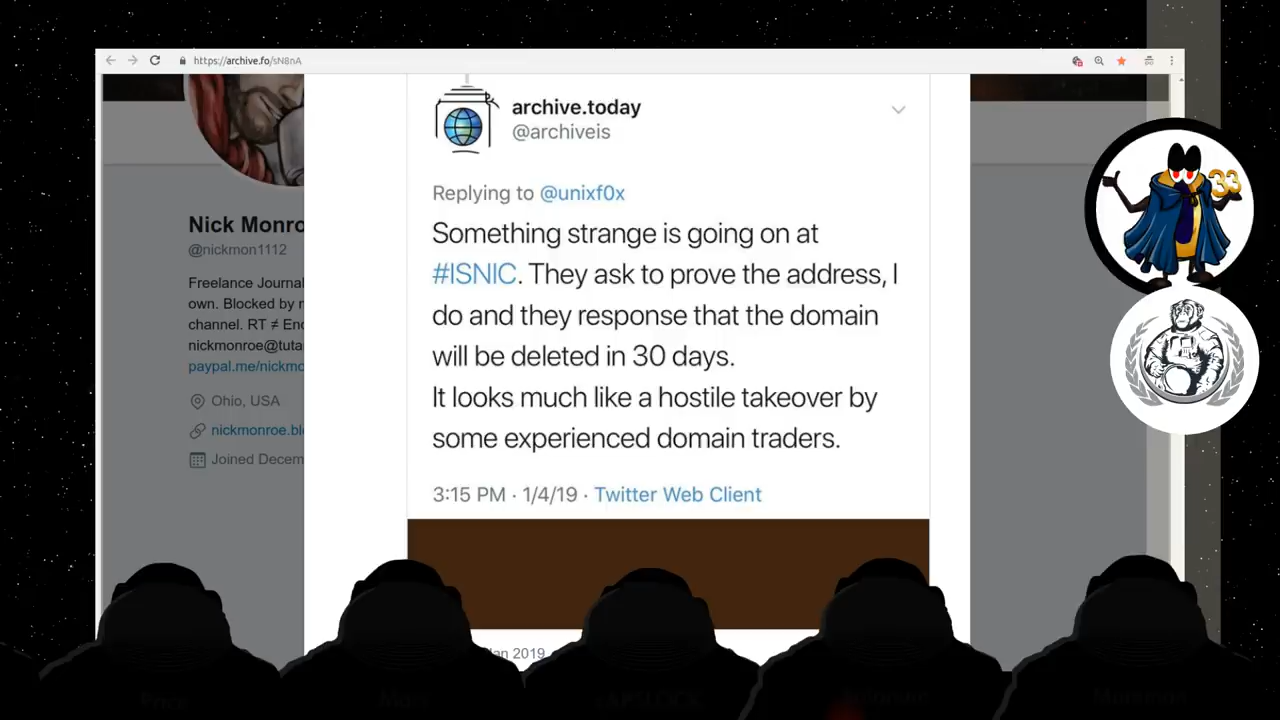 https://archive.fo/sN8nA
archive.today
@archiveis
33
Replying to @unixf0x
Nick Monro
Something strange is going on at
@nickmon1112
#ISNIC. They ask to prove the address, I
Freelance Journal
do and they response that the domain
own. Blocked by
channel. RT ≠
nickmonroe@tuta
will be deleted in 30 days.
paypal.me/nickmo
It looks much like a hostile takeover by
Ohio, USA
nickmonroe.bl
some experienced domain traders.
Joined Decem
3:15 PM · 1/4/19 · Twitter Web Client
2019